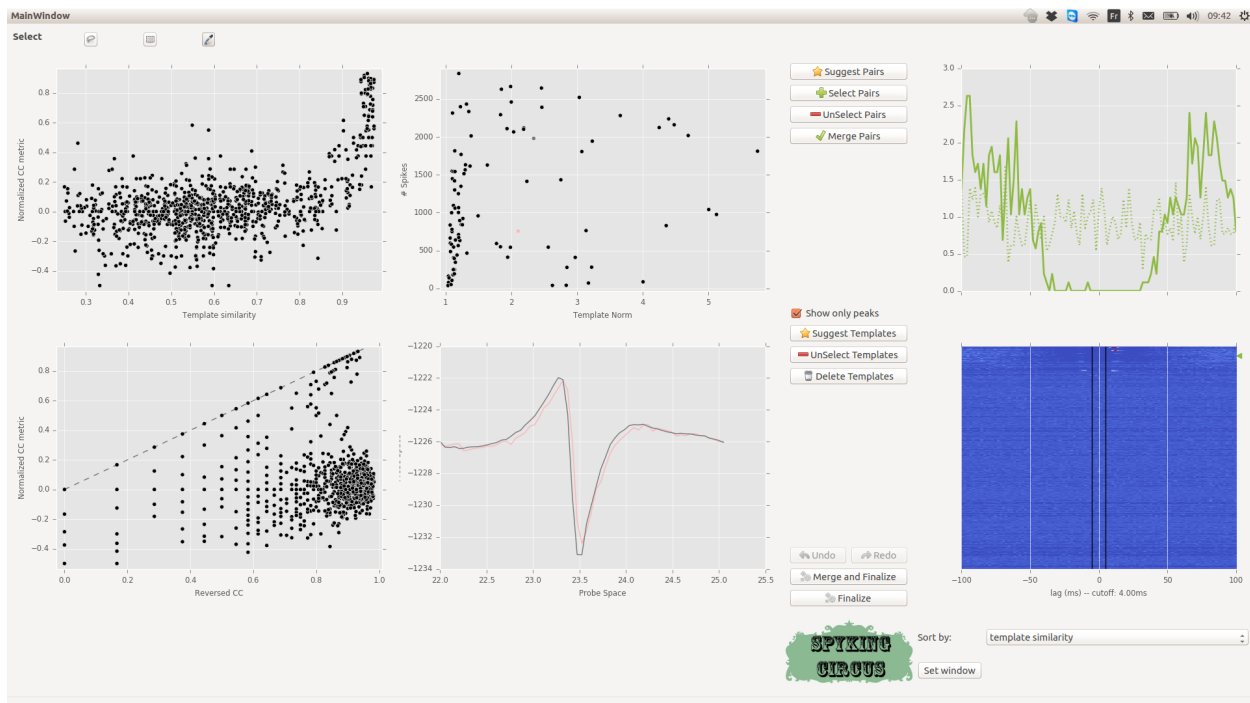 MainWindow
Fr
09:42
Select
Normalized CC metric
0.8
0.6
0.4
0.2
0.0
−0.2
−0.4
0.3 0.4 0.5 0.6 0.7 0.8 0.9
Template similarity
# Spikes
2500
2000
1500
1000
500
0
1 2 3 4 5
Template Norm
Suggest Pairs
Select Pairs
UnSelect Pairs
Merge Pairs
3.0
2.5
2.0
1.5
1.0
0.5
0.0
Normalized CC metric
0.8
0.6
0.4
0.2
0.0
−0.2
−0.4
0.0 0.2 0.4 0.6 0.8 1.0
Reversed CC
−1220
−1222
−1224
−1226
−1228
−1230
−1232
−1234
22.0 22.5 23.0 23.5 24.0 24.5 25.0 25.5
Probe Space
Show only peaks
Suggest Templates
UnSelect Templates
Delete Templates
Undo Redo
Merge and Finalize
Finalize
−100 −50 0 50 100
lag (ms) -- cutoff: 4.00ms
SPYKING
CIRCUS
Sort by: template similarity
Set window